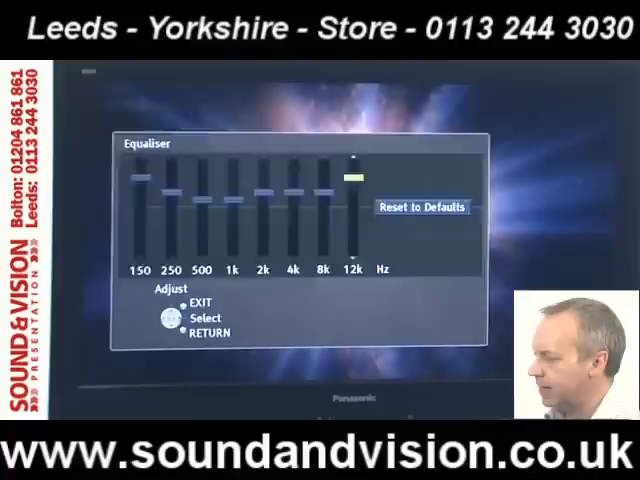 Leeds - Yorkshire - Store - 0113 244 3030
Bolton: 01204 861 861
Leeds: 0113 244 3030
SOUND & VISION
PRESENTATION
Equaliser
Reset to Defaults
150 250 500 1k 2k 4k 8k 12k Hz
Adjust
EXIT
Select
RETURN
Panasonic
www.soundandvision.co.uk